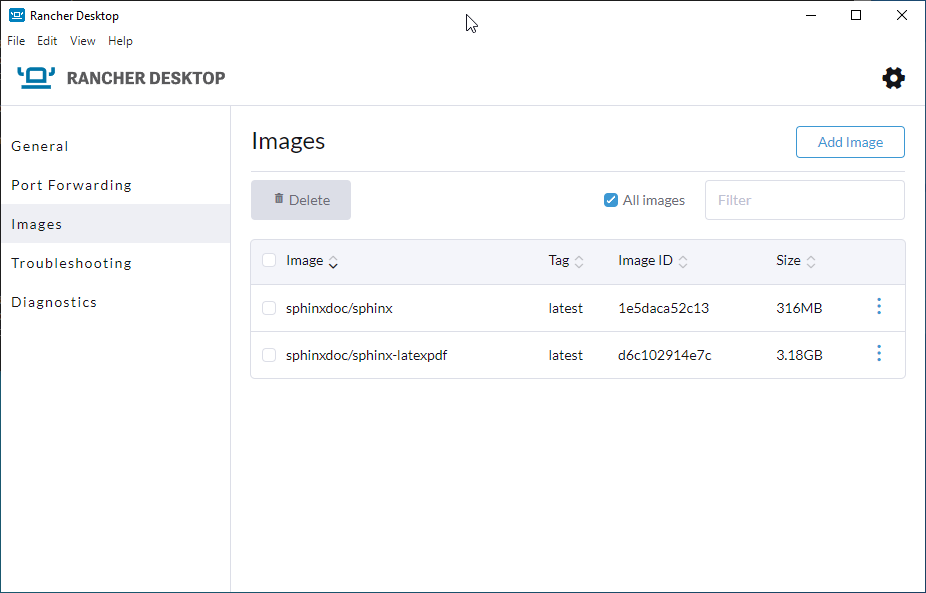 Rancher Desktop
File Edit View Help
RANCHER DESKTOP
General
Port Forwarding
Images
Troubleshooting
Diagnostics
Images
Add Image
Delete
All images
Filter
Image Tag Image ID Size
sphinxdoc/sphinx latest 1e5daca52c13 316MB
sphinxdoc/sphinx-latexpdf latest d6c102914e7c 3.18GB